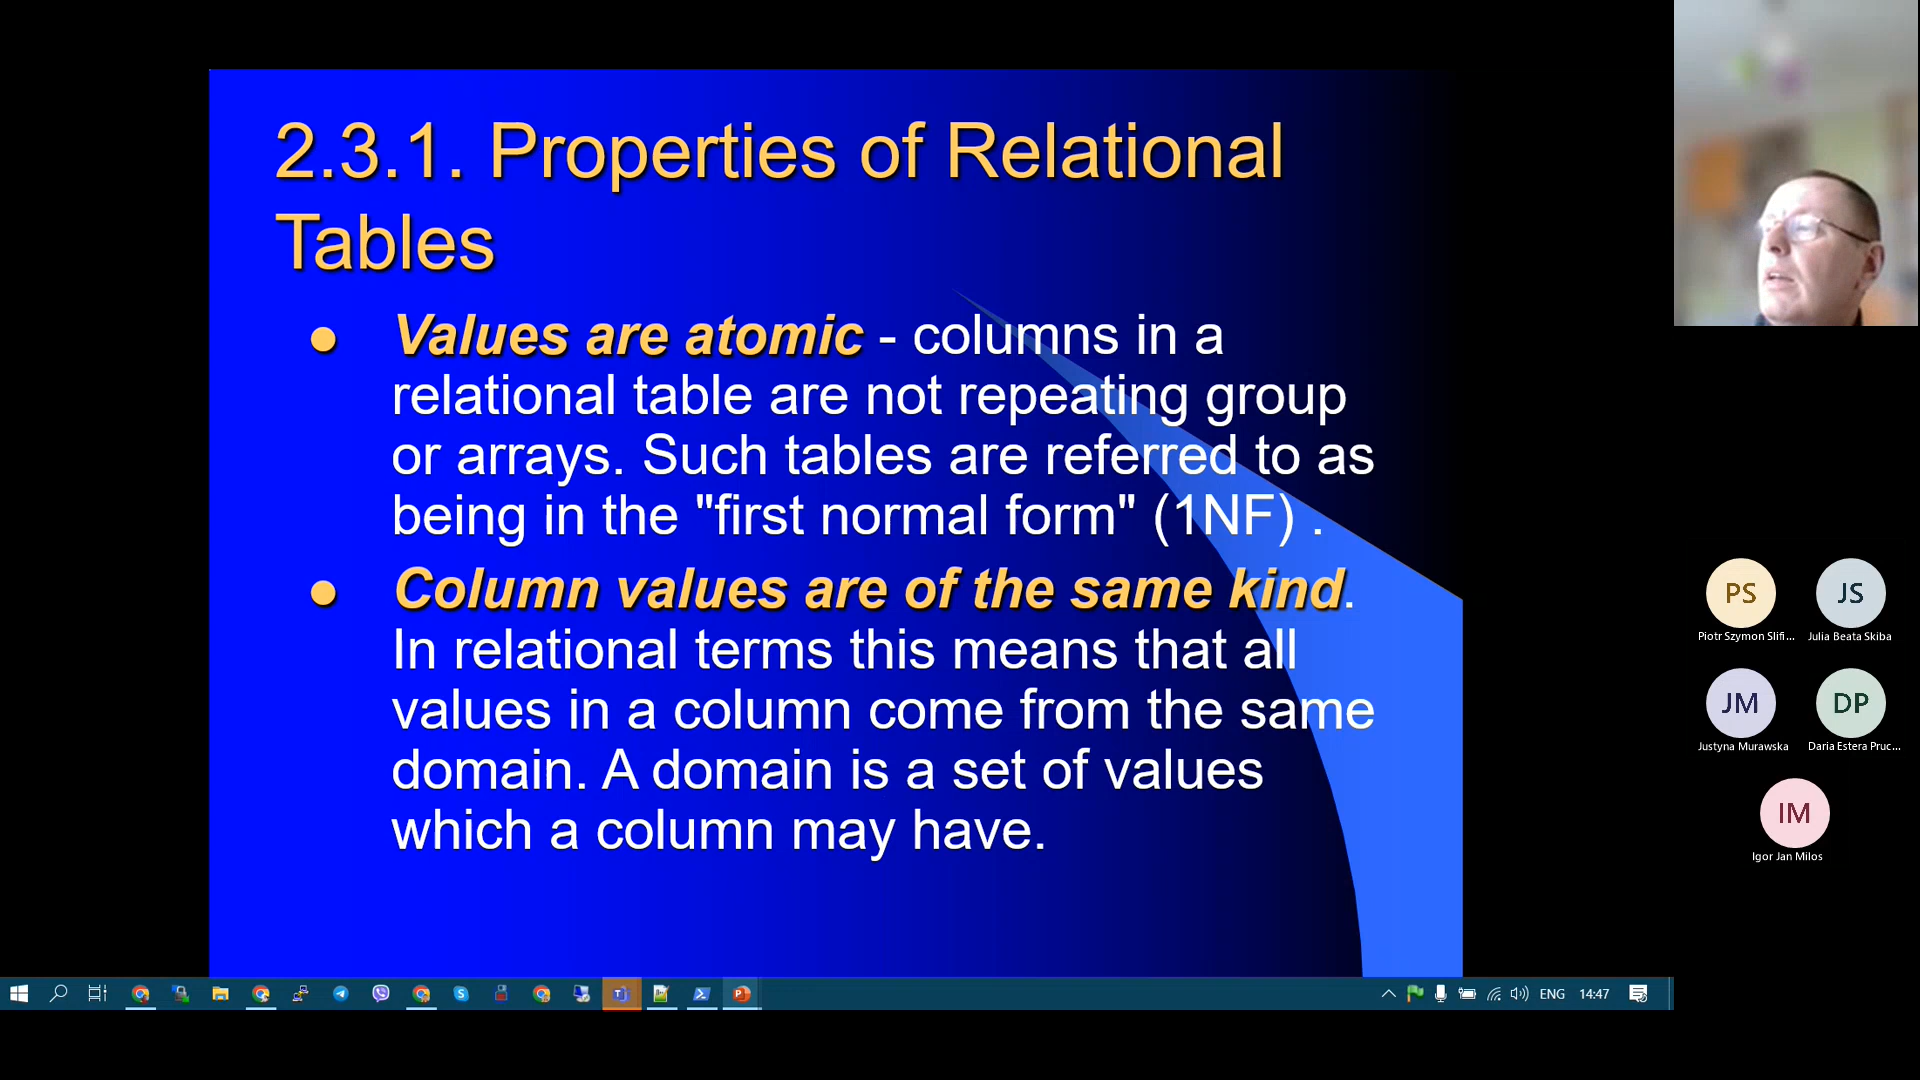 2.3.1. Properties of Relational
Tables
Values are atomic - columns in a
relational table are not repeating group
or arrays. Such tables are referred to as
being in the "first normal form" (1NF) .
Column values are of the same kind.
In relational terms this means that all
values in a column come from the same
domain. A domain is a set of values
which a column may have.
PS
JS
Piotr Szymon Slifi...
Julia Beata Skiba
JM
DP
Justyna Murawska
Daria Estera Pruc...
IM
Igor Jan Milos
ENG 14:47